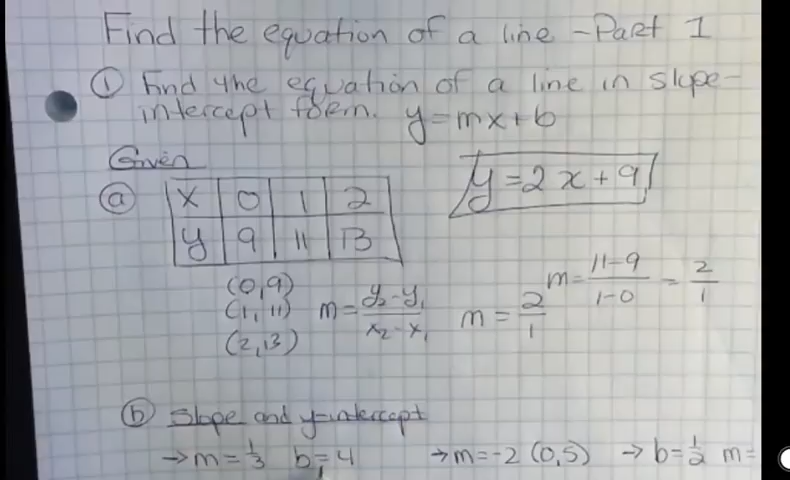 Find the equation of a line - Part 1
① Find the equation of a line in slope-
intercept form. y=mx+b
Given
y=2x+9
ⓐ x 0 1 2
y 9 11 13
(0,9)
(1,11) m=y₂-y₁/x₂-x₁ m=2/1 m=11-9/1-0=2/1
(2,13)
ⓑ Slope and y-intercept
→m=1/3 b=4 →m=-2 (0,5) →b=1/2 m=